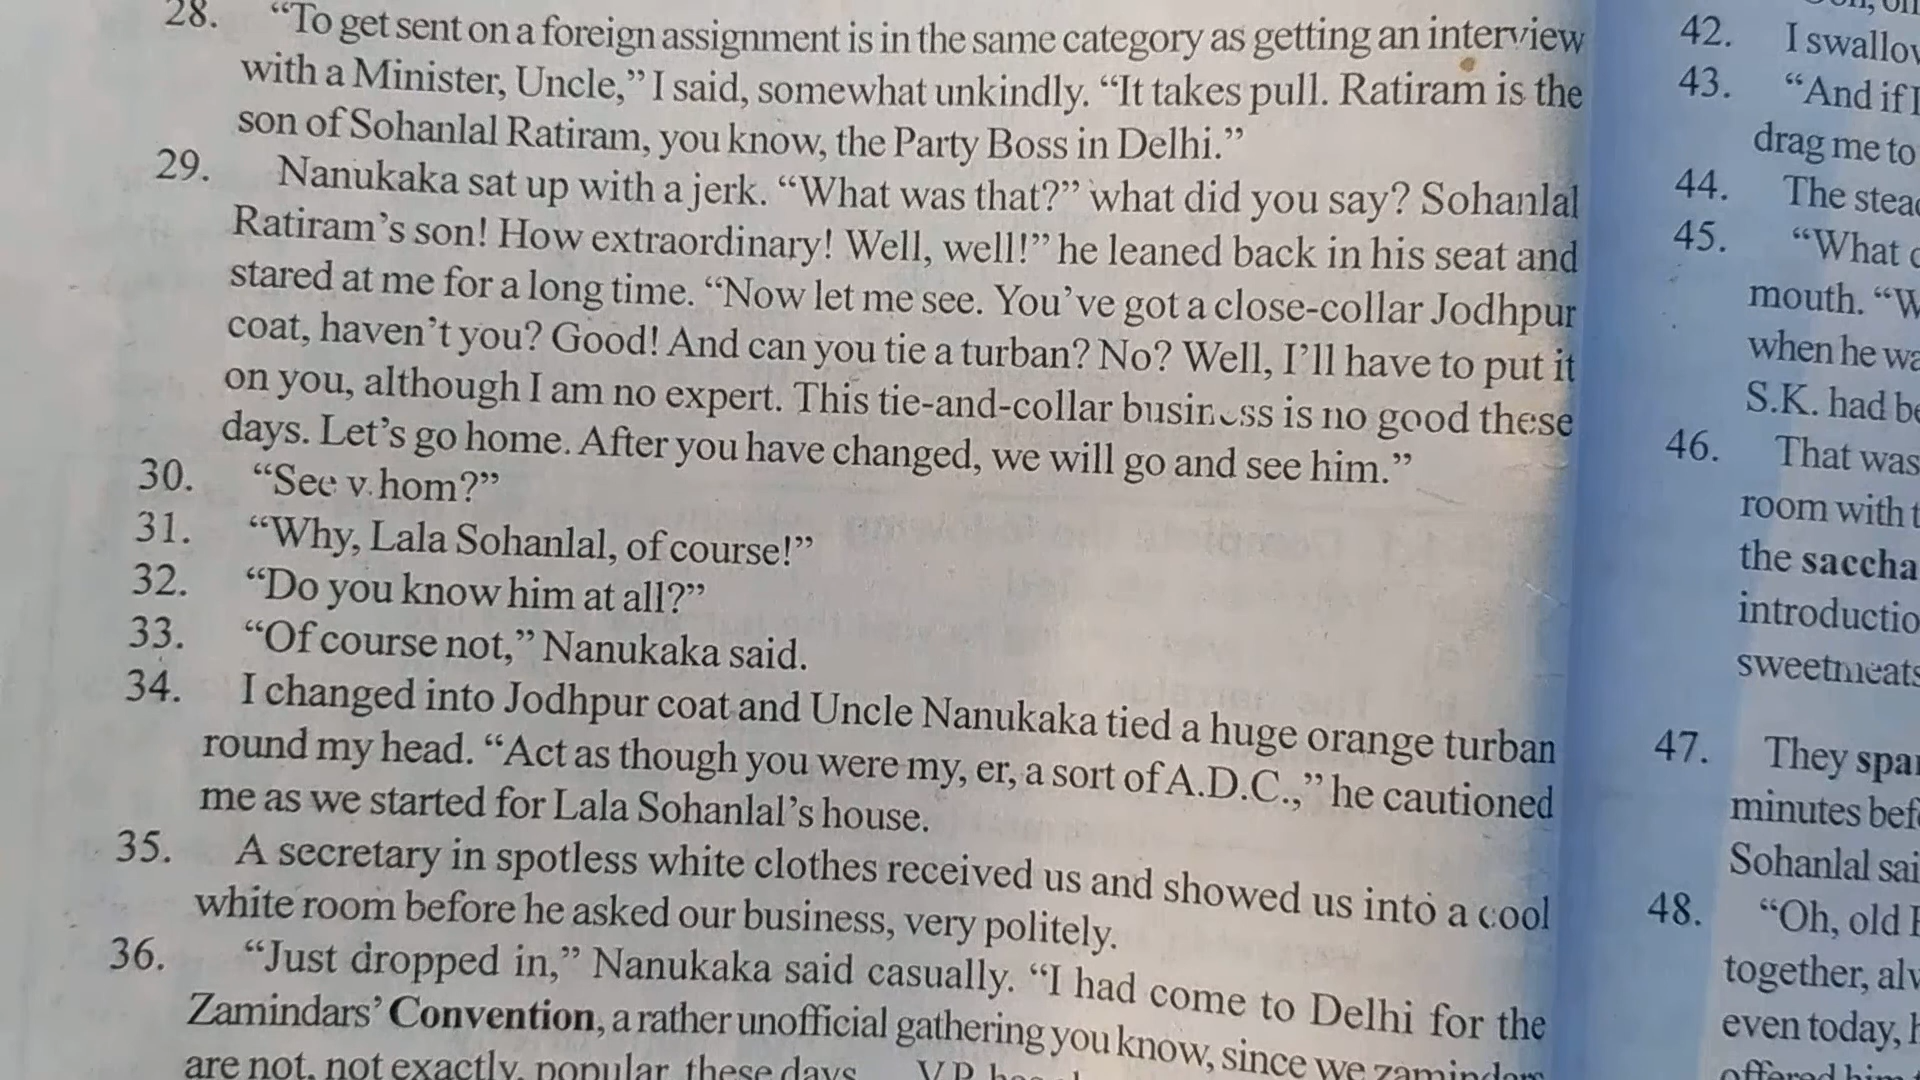 28. “To get sent on a foreign assignment is in the same category as getting an interview
with a Minister, Uncle,” I said, somewhat unkindly. “It takes pull. Ratiram is the
son of Sohanlal Ratiram, you know, the Party Boss in Delhi.”
29. Nanukaka sat up with a jerk. “What was that?” what did you say? Sohanlal
Ratiram’s son! How extraordinary! Well, well!” he leaned back in his seat and
stared at me for a long time. “Now let me see. You’ve got a close-collar Jodhpur
coat, haven’t you? Good! And can you tie a turban? No? Well, I’ll have to put it
on you, although I am no expert. This tie-and-collar business is no good these
days. Let’s go home. After you have changed, we will go and see him.”
30. “See whom?”
31. “Why, Lala Sohanlal, of course!”
32. “Do you know him at all?”
33. “Of course not,” Nanukaka said.
34. I changed into Jodhpur coat and Uncle Nanukaka tied a huge orange turban
round my head. “Act as though you were my, er, a sort of A.D.C.,” he cautioned
me as we started for Lala Sohanlal’s house.
35. A secretary in spotless white clothes received us and showed us into a cool
white room before he asked our business, very politely.
36. “Just dropped in,” Nanukaka said casually. “I had come to Delhi for the
Zamindars’ Convention, a rather unofficial gathering you know, since we zamindars
are not, not exactly, popular these days
42. I swallow
43. “And if I
drag me to
44. The
45. “What
mouth. “W
when he
S.K. had
46. That was
room with
the
47. They
minutes
Sohanlal
48. “Oh, old
together,
even today,
offered him